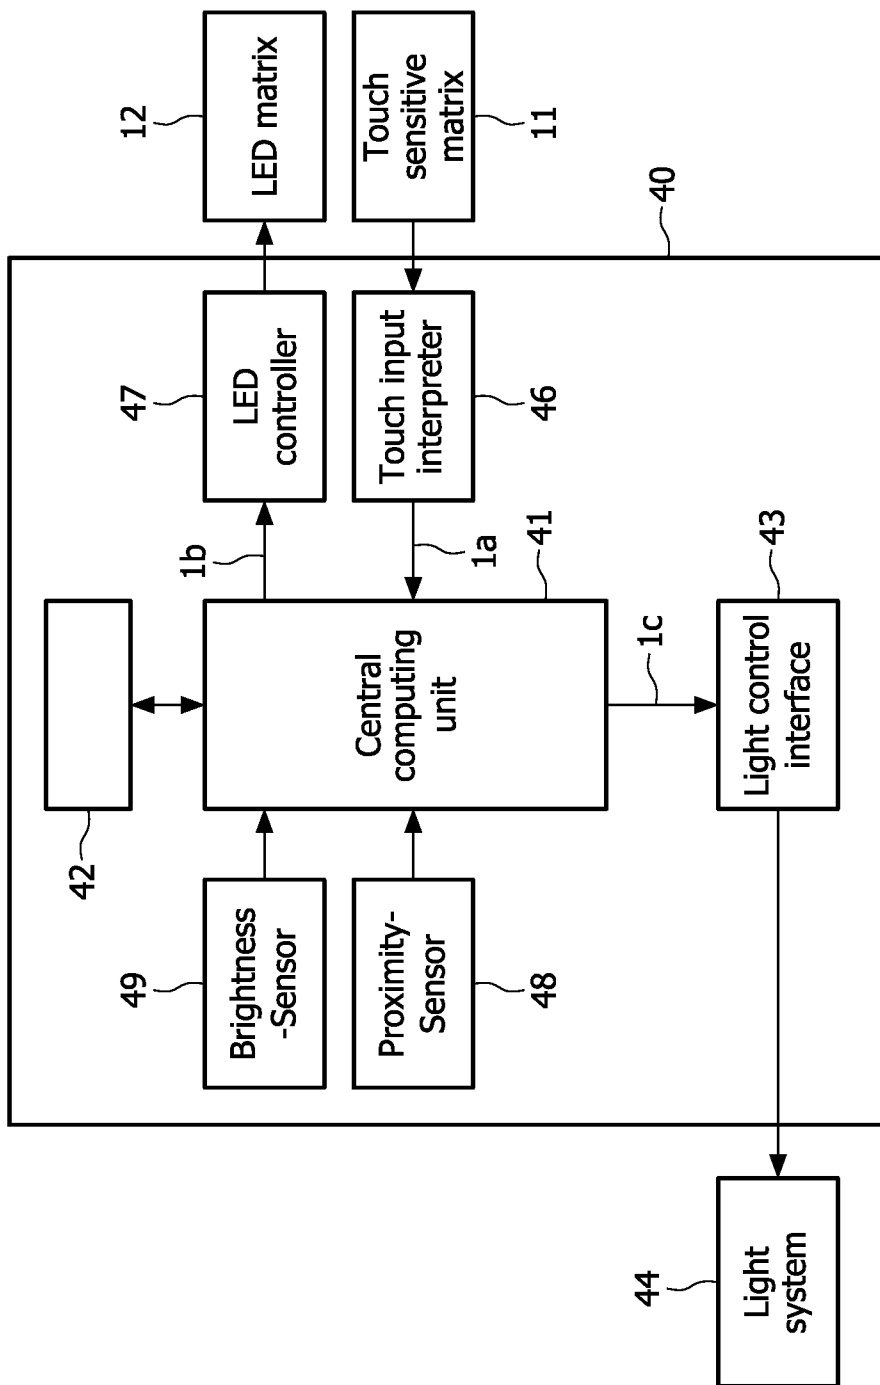 42
49
47
12
1b
Brightness
-Sensor
LED
controller
LED matrix
Central
computing
unit
Proximity-
Sensor
Touch input
interpreter
Touch
sensitive
matrix
48
1a
46
11
41
44
1c
43
40
Light
system
Light control
interface